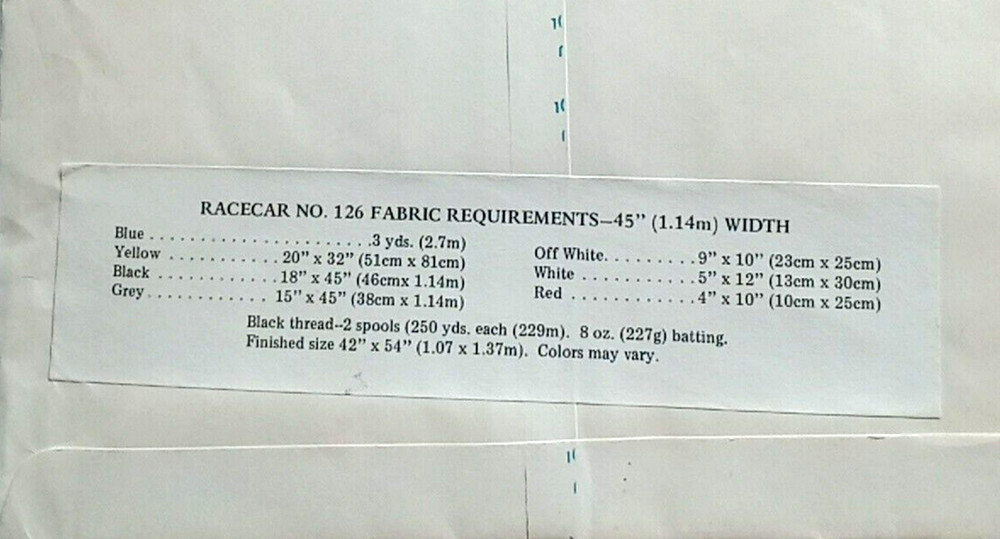 RACECAR NO. 126 FABRIC REQUIREMENTS—45” (1.14m) WIDTH
Blue . . . . . . . . . . . . . . . . . . . . . . .3 yds. (2.7m)
Yellow . . . . . . . . . . . 20” x 32” (51cm x 81cm)
Black . . . . . . . . . . . . .18” x 45” (46cmx 1.14m)
Grey . . . . . . . . . . . . 15” x 45” (38cm x 1.14m)
Off White. . . . . . . . . .9” x 10” (23cm x 25cm)
White . . . . . . . . . . . . .5” x 12” (13cm x 30cm)
Red . . . . . . . . . . . . .4” x 10” (10cm x 25cm)
Black thread--2 spools (250 yds. each (229m). 8 oz. (227g) batting.
Finished size 42” x 54” (1.07 x 1.37m). Colors may vary.